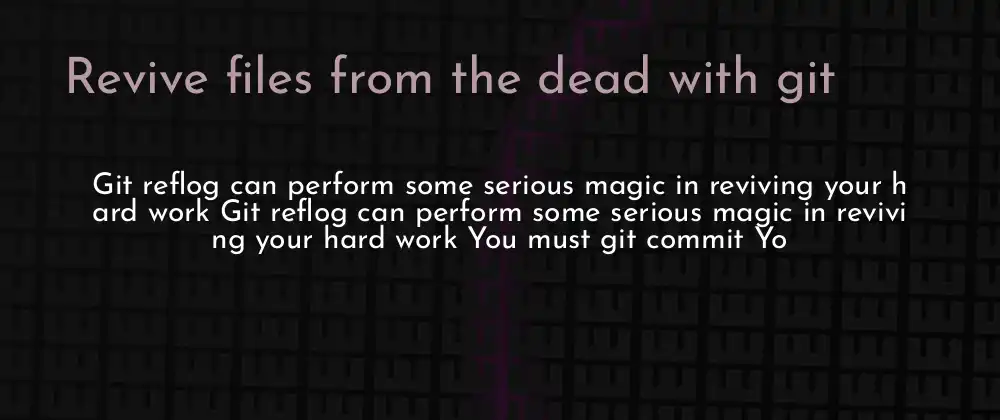 Revive files from the dead with git
Git reflog can perform some serious magic in reviving your h
ard work Git reflog can perform some serious magic in revivi
ng your hard work You must git commit Yo